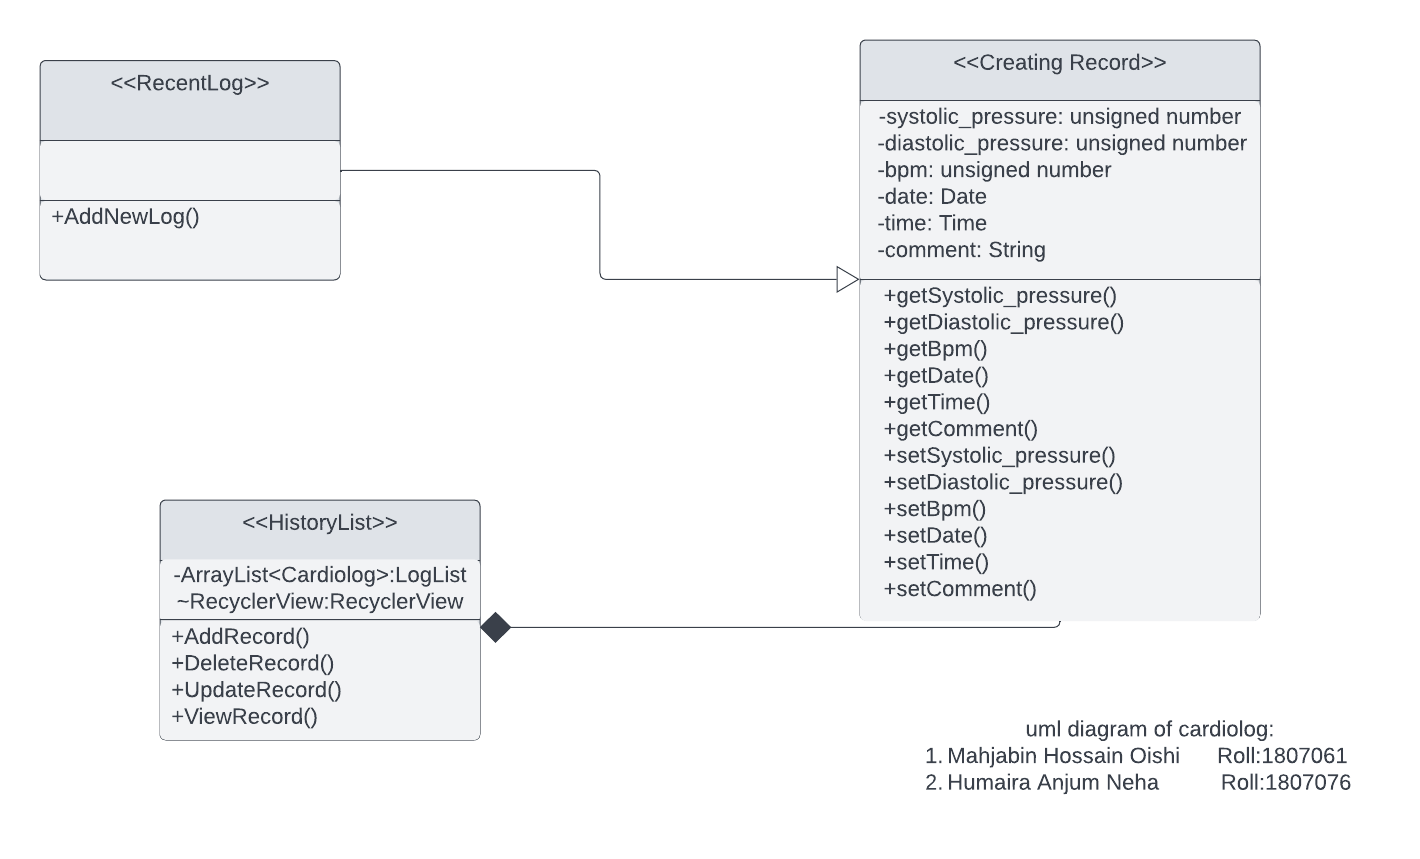 <<RecentLog>>
+AddNewLog()
<<Creating Record>>
-systolic_pressure: unsigned number
-diastolic_pressure: unsigned number
-bpm: unsigned number
-date: Date
-time: Time
-comment: String
+getSystolic_pressure()
+getDiastolic_pressure()
+getBpm()
+getDate()
+getTime()
+getComment()
+setSystolic_pressure()
+setDiastolic_pressure()
+setBpm()
+setDate()
+setTime()
+setComment()
<<HistoryList>>
-ArrayList<Cardiolog>:LogList
~RecyclerView:RecyclerView
+AddRecord()
+DeleteRecord()
+UpdateRecord()
+ViewRecord()
uml diagram of cardiolog:
1. Mahjabin Hossain Oishi Roll:1807061
2. Humaira Anjum Neha Roll:1807076